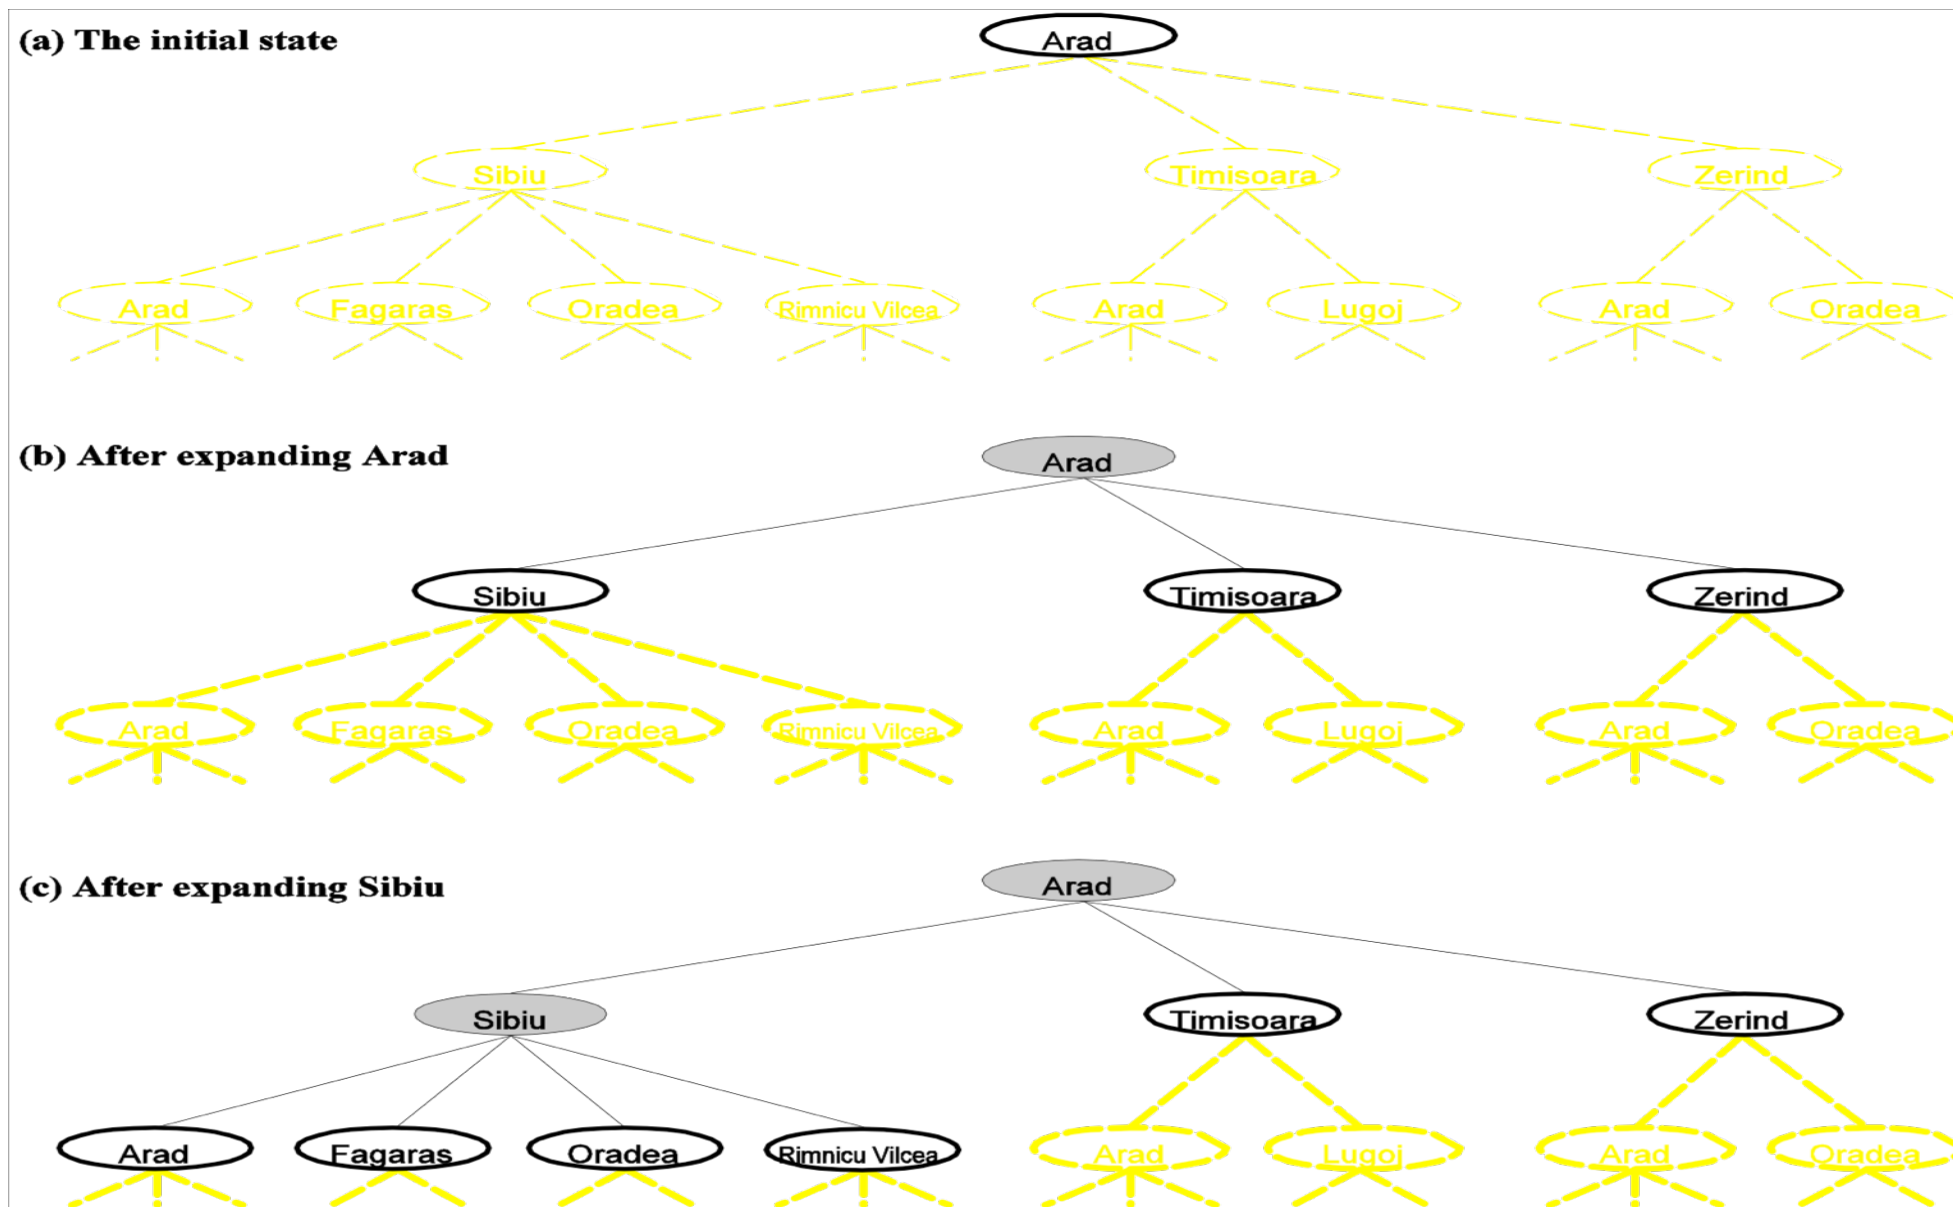 (a) The initial state
Arad
Sibiu Timisoara Zerind
Arad Fagaras Oradea Rimnicu Vilcea Arad Lugoj Arad Oradea
(b) After expanding Arad
Arad
Sibiu Timisoara Zerind
Arad Fagaras Oradea Rimnicu Vilcea Arad Lugoj Arad Oradea
(c) After expanding Sibiu
Arad
Sibiu Timisoara Zerind
Arad Fagaras Oradea Rimnicu Vilcea Arad Lugoj Arad Oradea